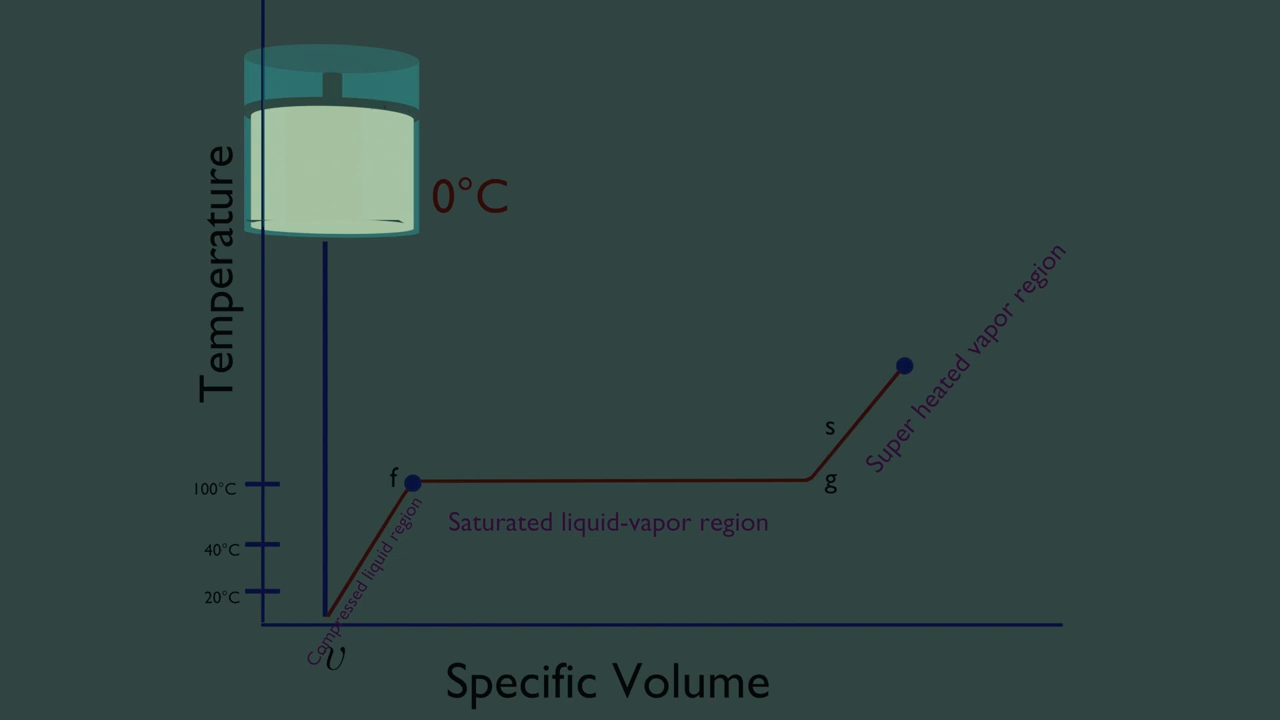 Temperature
0°C
Super heated vapor region
s
f
g
100°C
Saturated liquid-vapor region
Compressed liquid region
40°C
20°C
υ
Specific Volume